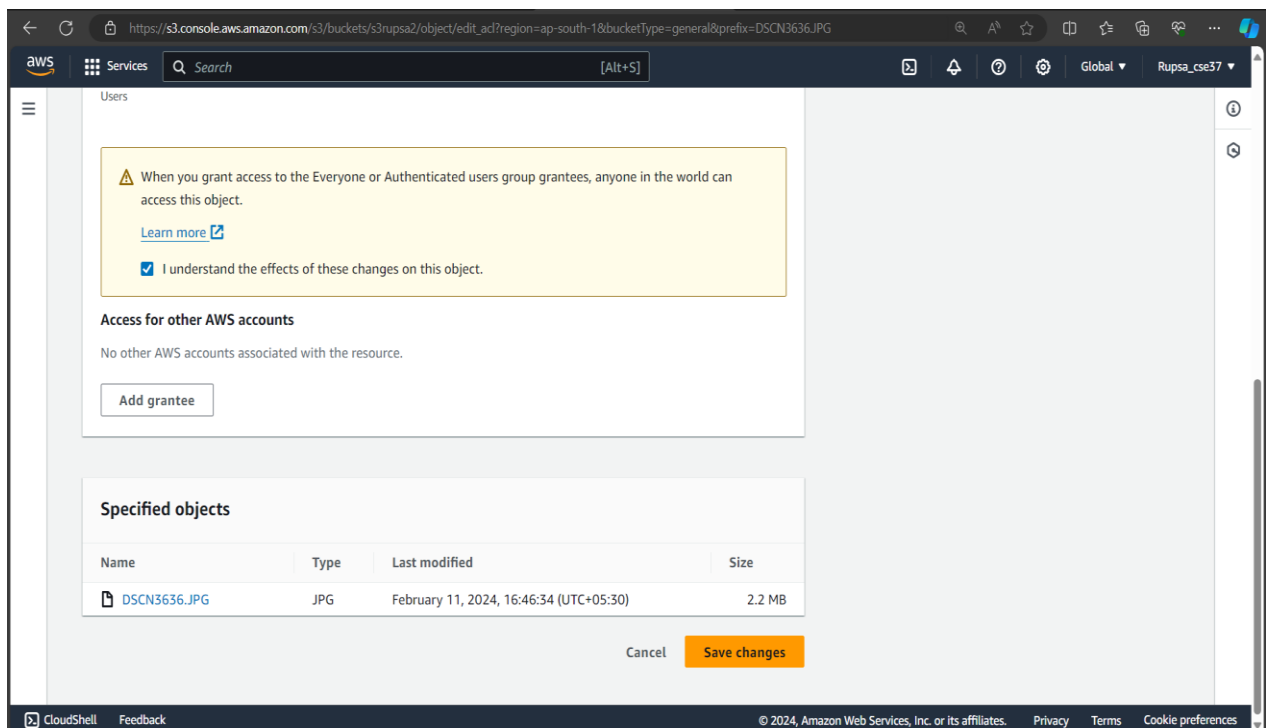 https://s3.console.aws.amazon.com/s3/buckets/s3rupsa2/object/edit_acl?region=ap-south-1&bucketType=general&prefix=DSCN3636.JPG
aws Services Search [Alt+S] Global Rupsa_cse37
Users
When you grant access to the Everyone or Authenticated users group grantees, anyone in the world can
access this object.
Learn more
I understand the effects of these changes on this object.
Access for other AWS accounts
No other AWS accounts associated with the resource.
Add grantee
Specified objects
Name Type Last modified Size
DSCN3636.JPG JPG February 11, 2024, 16:46:34 (UTC+05:30) 2.2 MB
Cancel Save changes
CloudShell Feedback © 2024, Amazon Web Services, Inc. or its affiliates. Privacy Terms Cookie preferences